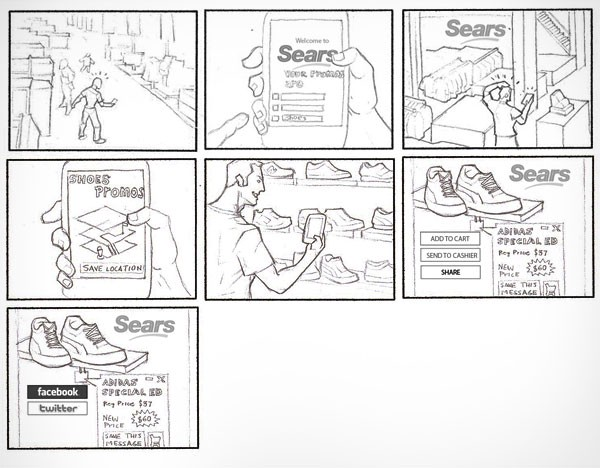 Welcome to
Sears
YOUR PROMOS
SHOES
Sears
SHOES
PROMOS
SAVE LOCATION
Sears
ADD TO CART
SEND TO CASHIER
SHARE
ADIDAS
SPECIAL ED
Reg Price $57
NEW
PRICE
$60
SAVE THIS
MESSAGE
Sears
facebook
twitter
ADIDAS
SPECIAL ED
Reg Price $57
NEW
PRICE
$60
SAVE THIS
MESSAGE